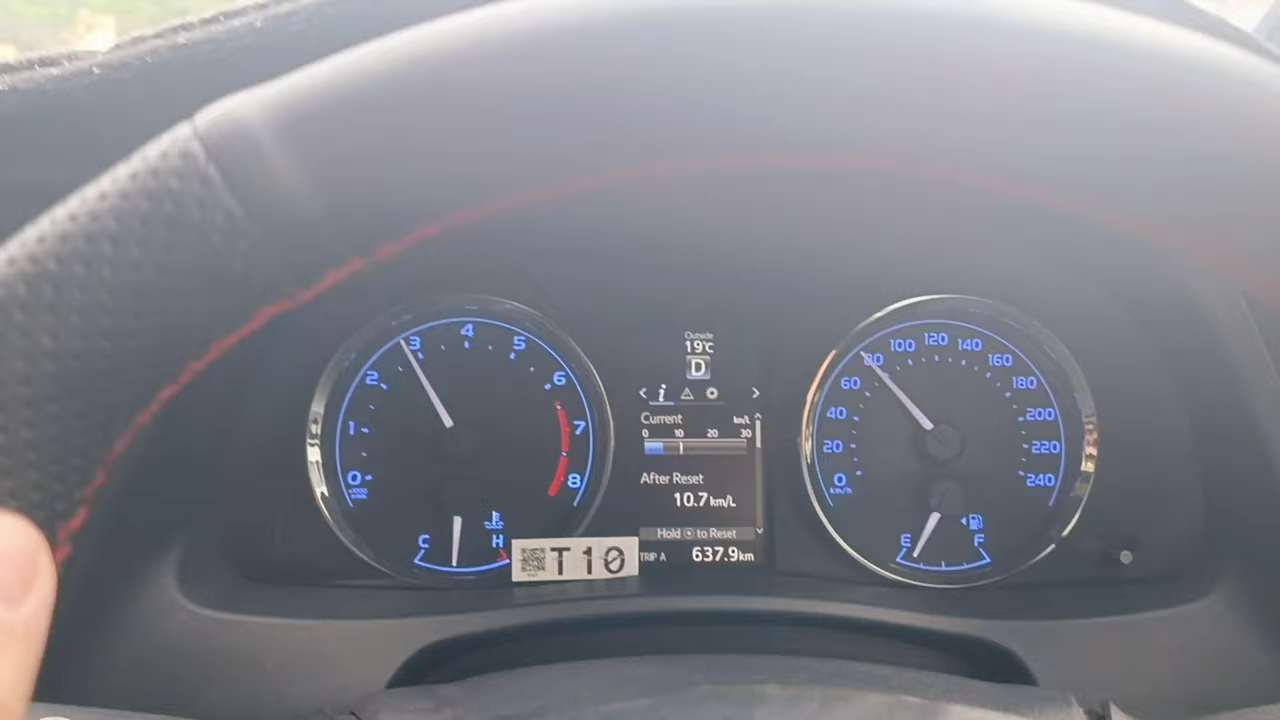 0
1
2
3
4
5
6
7
8
C
H
T10
Outside
19℃
D
Current
km/L
0 10 20 30
After Reset
10.7 km/L
Hold to Reset
TRIP A 637.9 km
0
20
40
60
80
100
120
140
160
180
200
220
240
km/h
E
F